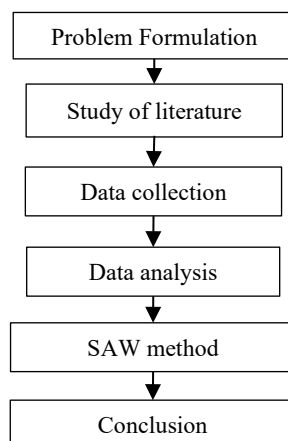 Problem Formulation
Study of literature
Data collection
Data analysis
SAW method
Conclusion